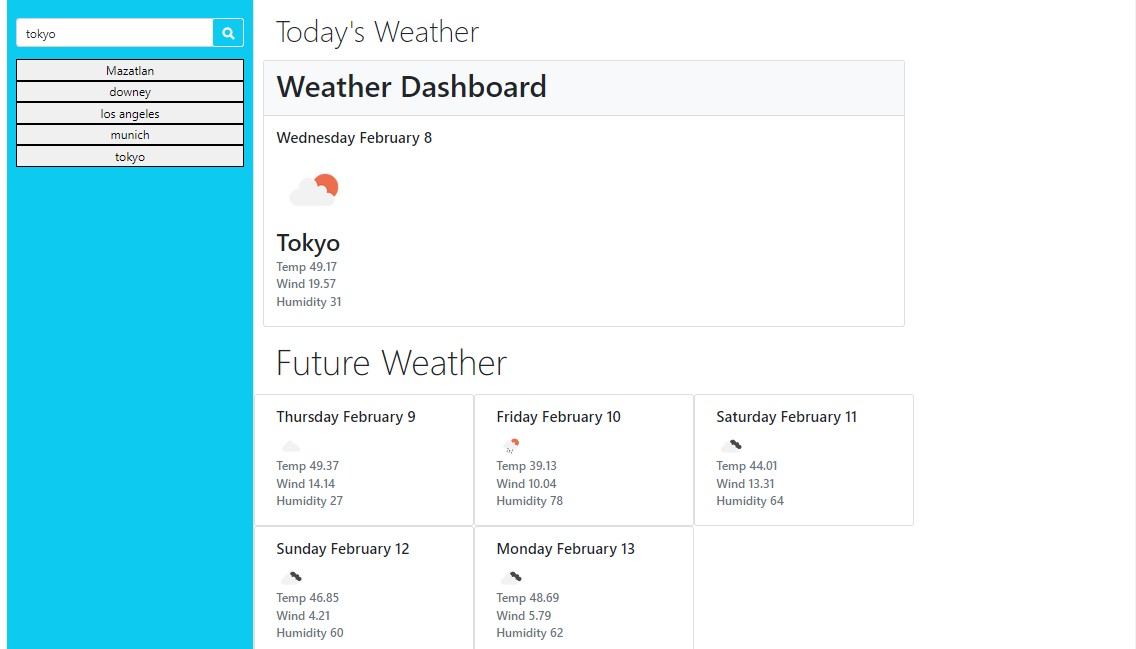 tokyo
Mazatlan
downey
los angeles
munich
tokyo
Today's Weather
Weather Dashboard
Wednesday February 8
Tokyo
Temp 49.17
Wind 19.57
Humidity 31
Future Weather
Thursday February 9
Temp 49.37
Wind 14.14
Humidity 27
Friday February 10
Temp 39.13
Wind 10.04
Humidity 78
Saturday February 11
Temp 44.01
Wind 13.31
Humidity 64
Sunday February 12
Temp 46.85
Wind 4.21
Humidity 60
Monday February 13
Temp 48.69
Wind 5.79
Humidity 62